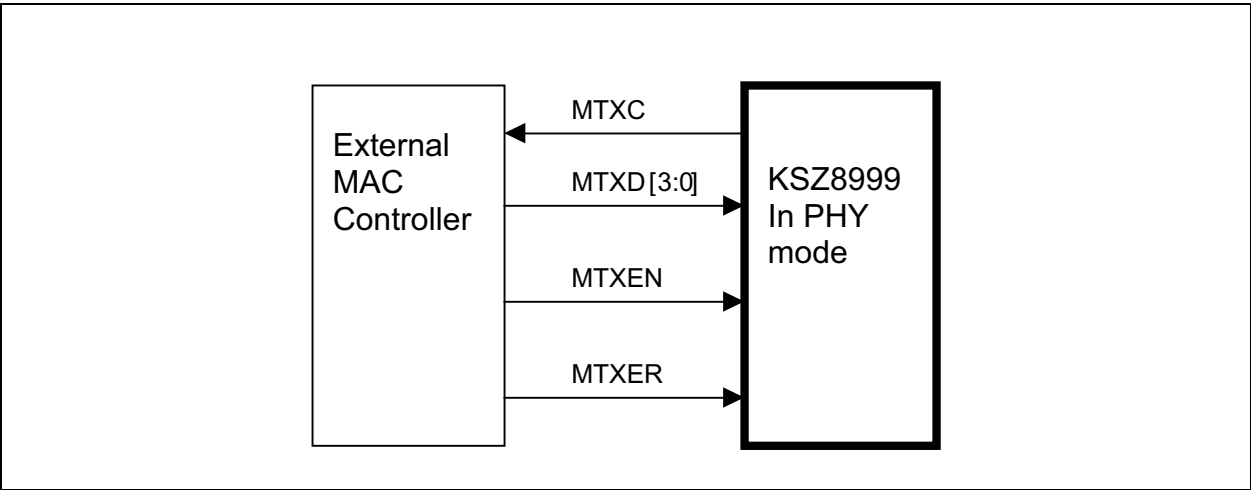 External
MAC
Controller
MTXC
MTXD[3:0]
MTXEN
MTXER
KSZ8999
In PHY
mode